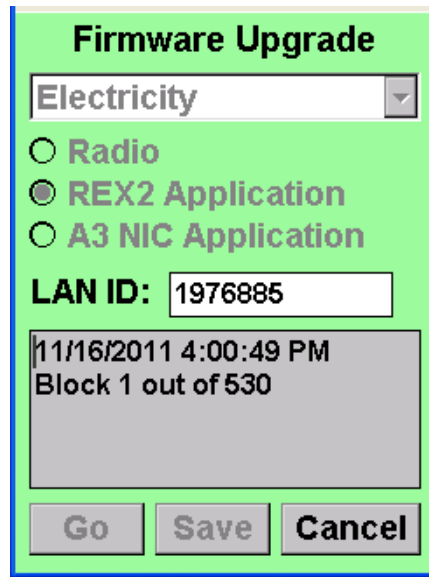 Firmware Upgrade
Electricity
Radio
REX2 Application
A3 NIC Application
LAN ID: 1976885
11/16/2011 4:00:49 PM
Block 1 out of 530
Go Save Cancel